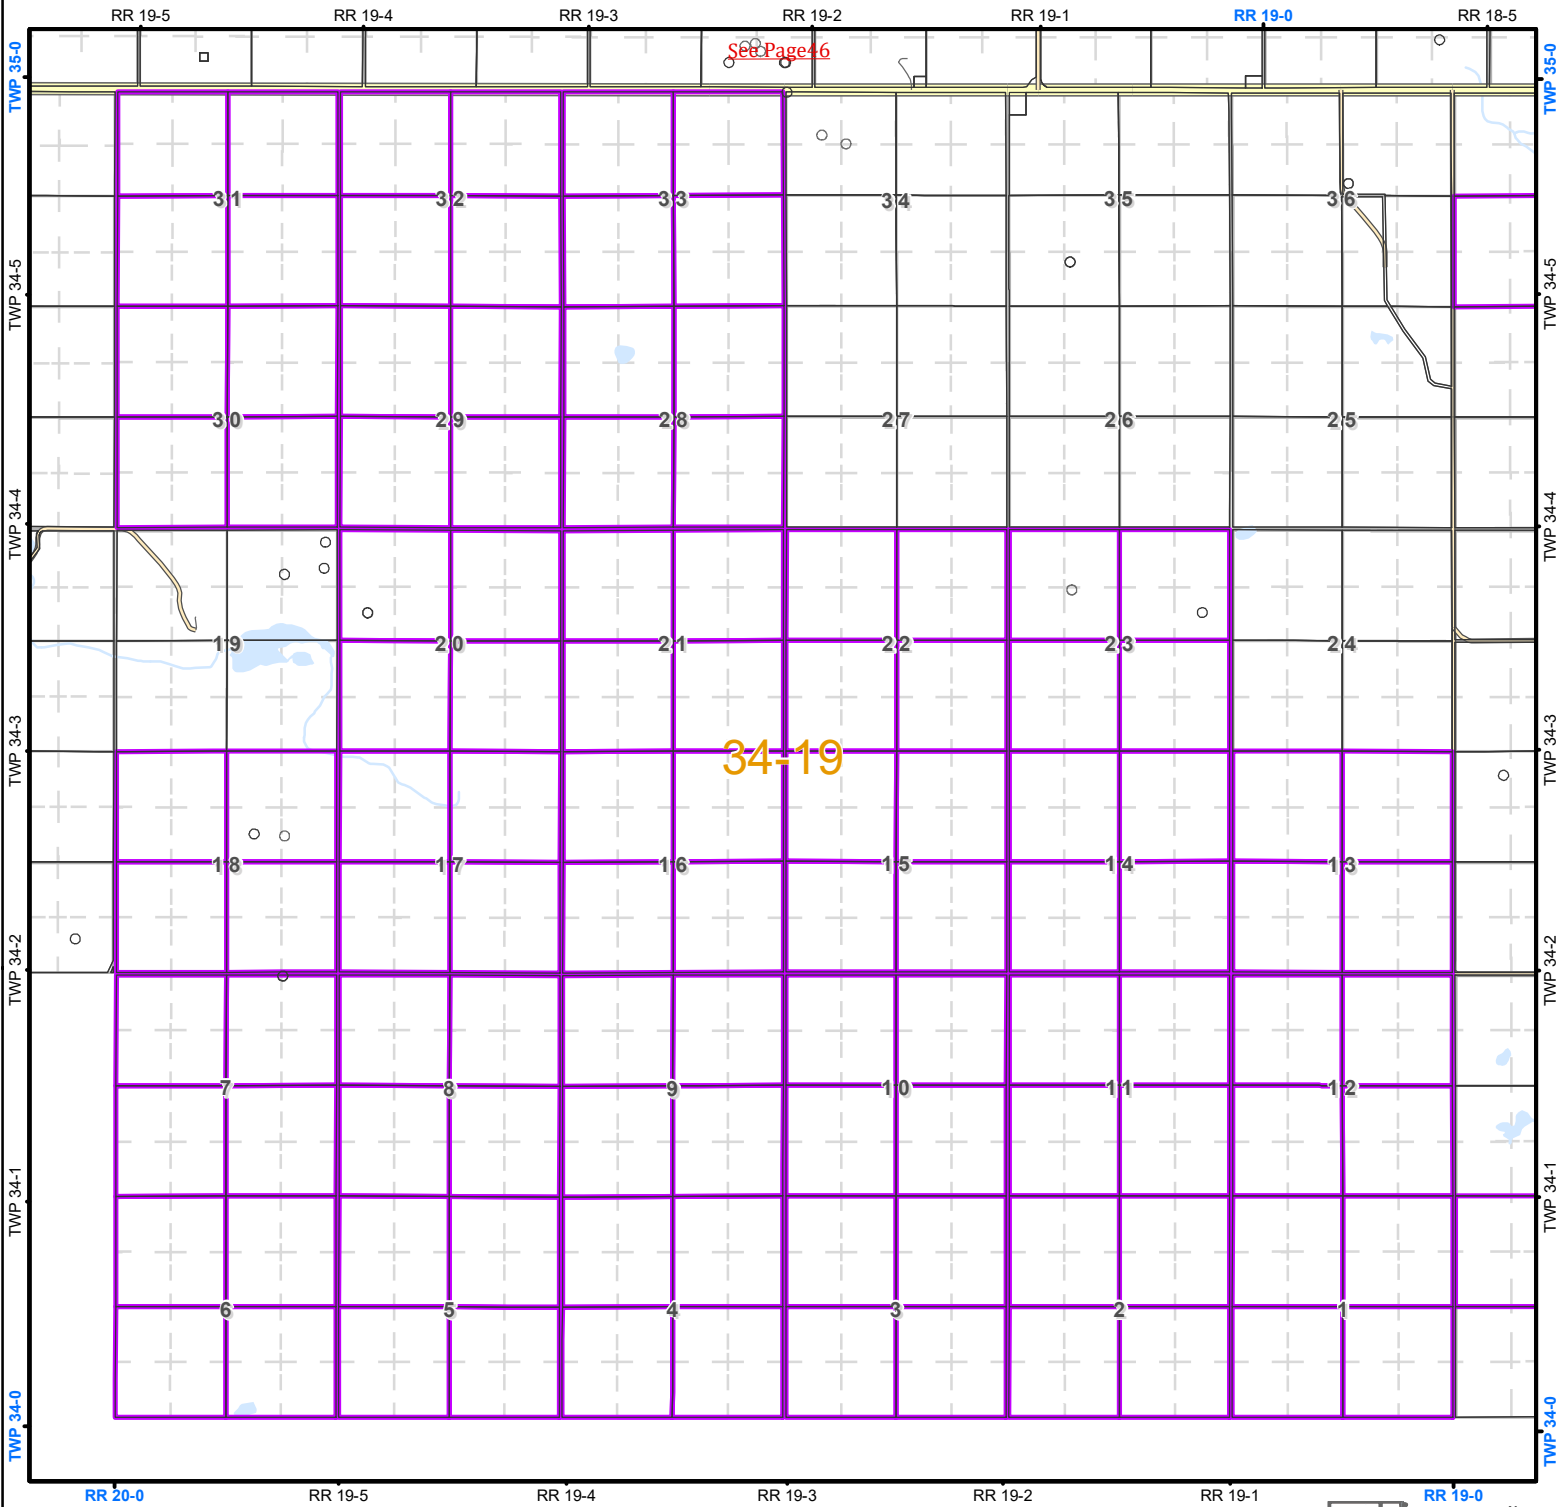 RR 19-5 RR 19-4 RR 19-3 RR 19-2 RR 19-1 RR 19-0 RR 18-5
See Page46
TWP 35-0 TWP 35-0
31 32 33 34 35 36
TWP 34-5 TWP 34-5
30 29 28 27 26 25
TWP 34-4 TWP 34-4
19 20 21 22 23 24
TWP 34-3 34-19 TWP 34-3
18 17 16 15 14 13
TWP 34-2 TWP 34-2
7 8 9 10 11 12
TWP 34-1 TWP 34-1
6 5 4 3 2 1
TWP 34-0 TWP 34-0
RR 20-0 RR 19-5 RR 19-4 RR 19-3 RR 19-2 RR 19-1 RR 19-0